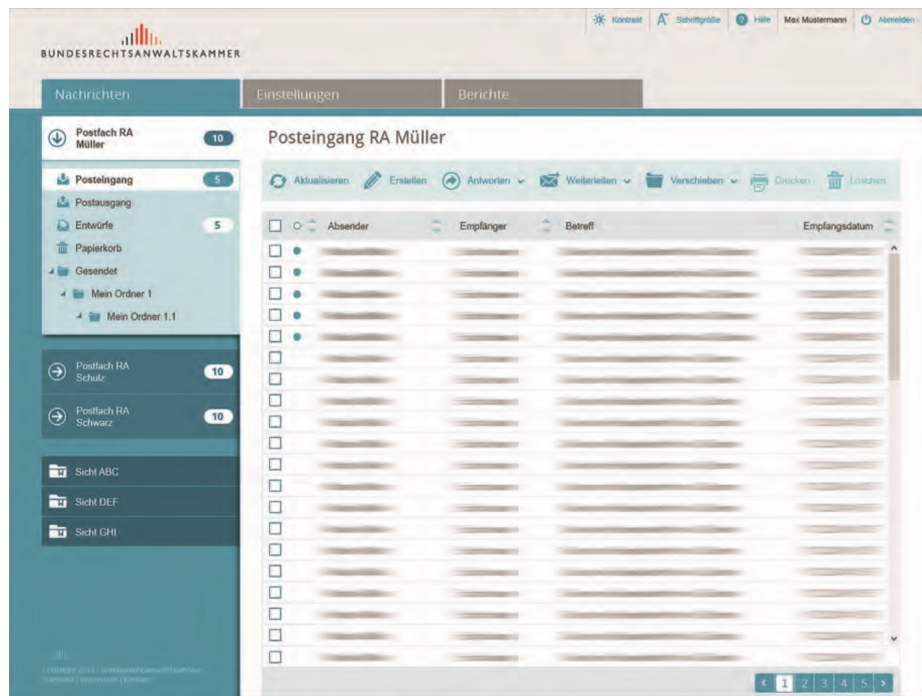 Kontrast Schriftgröße Hilfe Max Mustermann Abmelden
BUNDESRECHTSANWALTSKAMMER
Nachrichten Einstellungen Berichte
Postfach RA
Müller 10
Posteingang 5
Postausgang
Entwürfe 5
Papierkorb
Gesendet
Mein Ordner 1
Mein Ordner 1.1
Postfach RA
Schulz 10
Postfach RA
Schwarz 10
Sicht ABC
Sicht DEF
Sicht GHI
Posteingang RA Müller
Aktualisieren Erstellen Antworten Weiterleiten Verschieben Drucken Löschen
Absender Empfänger Betreff Empfangsdatum
1 2 3 4 5